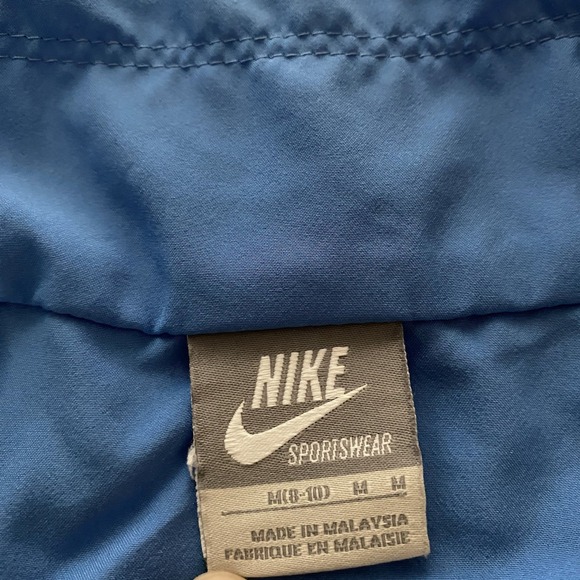 NIKE
SPORTSWEAR
M(8-10) M M
MADE IN MALAYSIA
FABRIQUE EN MALAISIE